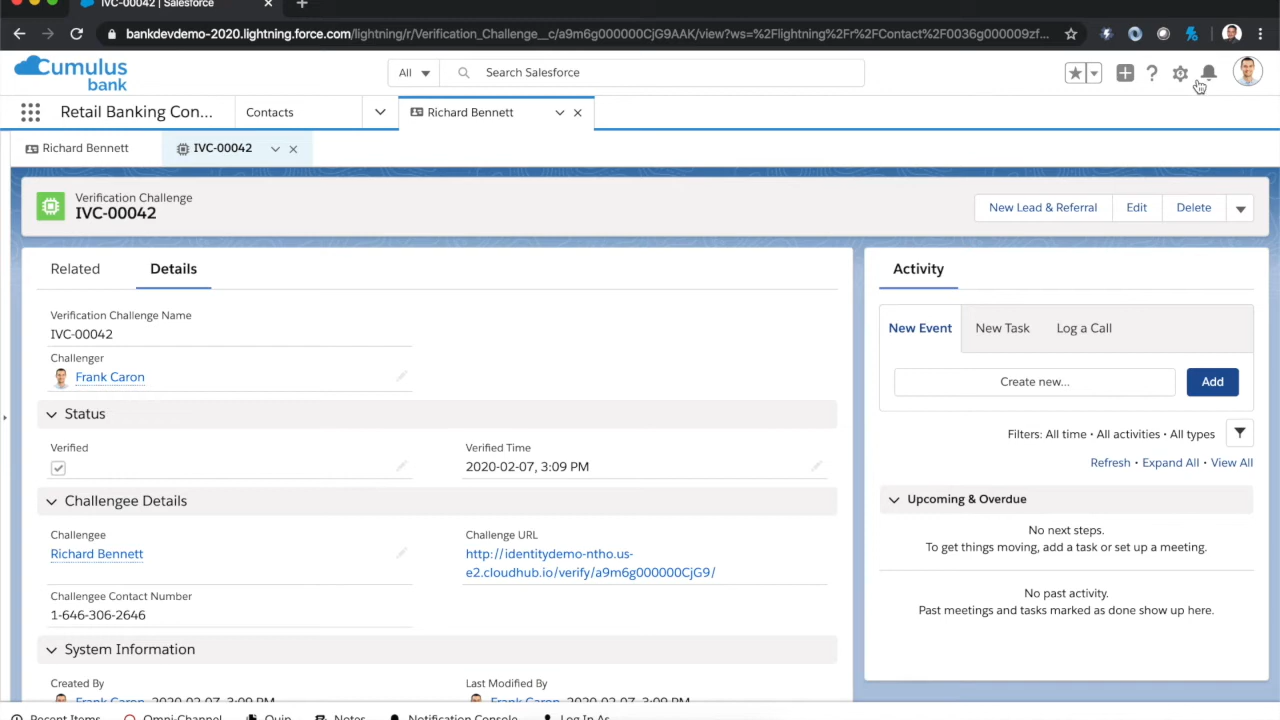 IVC-00042 | Salesforce
bankdevdemo-2020.lightning.force.com/lightning/r/Verification_Challenge__c/a9m6g000000CjG9AAK/view?ws=%2Flightning%2Fr%2FContact%2F0036g000009zf...
Cumulus
bank
All
Search Salesforce
Retail Banking Con...
Contacts
Richard Bennett
Richard Bennett
IVC-00042
Verification Challenge
IVC-00042
New Lead & Referral
Edit
Delete
Related
Details
Verification Challenge Name
IVC-00042
Challenger
Frank Caron
Status
Verified
Verified Time
2020-02-07, 3:09 PM
Challengee Details
Challengee
Richard Bennett
Challenge URL
http://identitydemo-ntho.us-
e2.cloudhub.io/verify/a9m6g000000CjG9/
Challengee Contact Number
1-646-306-2646
System Information
Created By
Frank Caron, 2020-02-07, 3:09 PM
Last Modified By
Frank Caron, 2020-02-07, 3:09 PM
Activity
New Event
New Task
Log a Call
Create new...
Add
Filters: All time • All activities • All types
Refresh • Expand All • View All
Upcoming & Overdue
No next steps.
To get things moving, add a task or set up a meeting.
No past activity.
Past meetings and tasks marked as done show up here.
Recent Items
Omni-Channel
Quip
Notes
Notification Console
Log In As